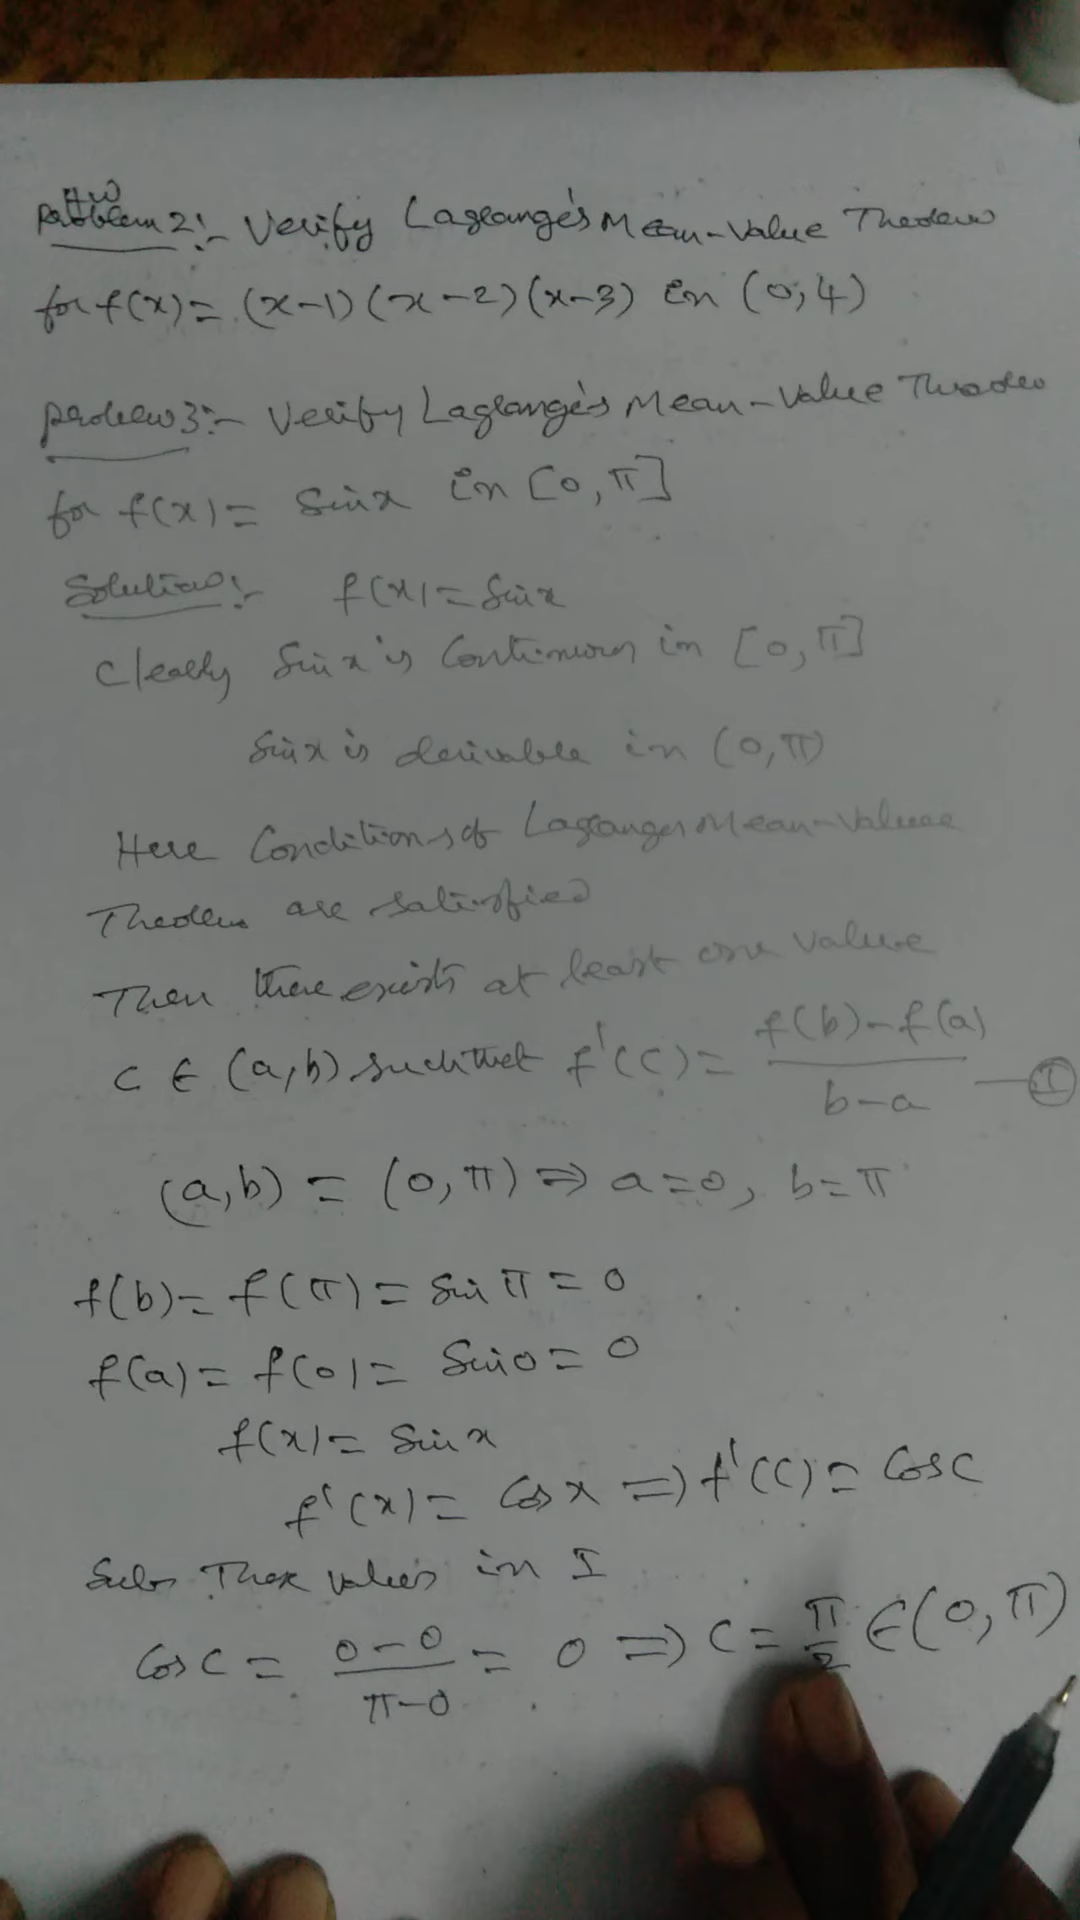 HW
Problem 2:- Verify Lagrange's Mean-Value Theorem
for f(x) = (x-1)(x-2)(x-3) in (0,4)
problem 3:- Verify Lagrange's Mean-Value Theorem
for f(x) = Sin x in [0, π]
Solution:- f(x) = Sin x
Clearly Sin x is Continuous in [0, π]
Sin x is derivable in (0, π)
Here Conditions of Lagranges Mean-Value
Theorem are satisfied
Then there exists at least one value
C ∈ (a,b) such that f'(c) = f(b)-f(a) / b-a — I
(a,b) = (0, π) ⇒ a=0, b=π
f(b) = f(π) = Sin π = 0
f(a) = f(0) = Sin 0 = 0
f(x) = Sin x
f'(x) = Cos x ⇒ f'(c) = Cos c
Subs These values in I
Cos c = 0-0 / π-0 = 0 ⇒ C = π/2 ∈ (0, π)